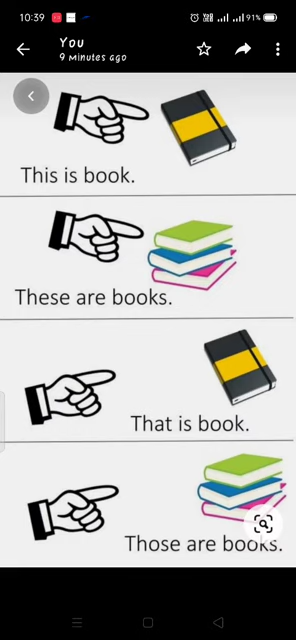 10:39
91%
You
9 minutes ago
This is book.
These are books.
That is book.
Those are books.